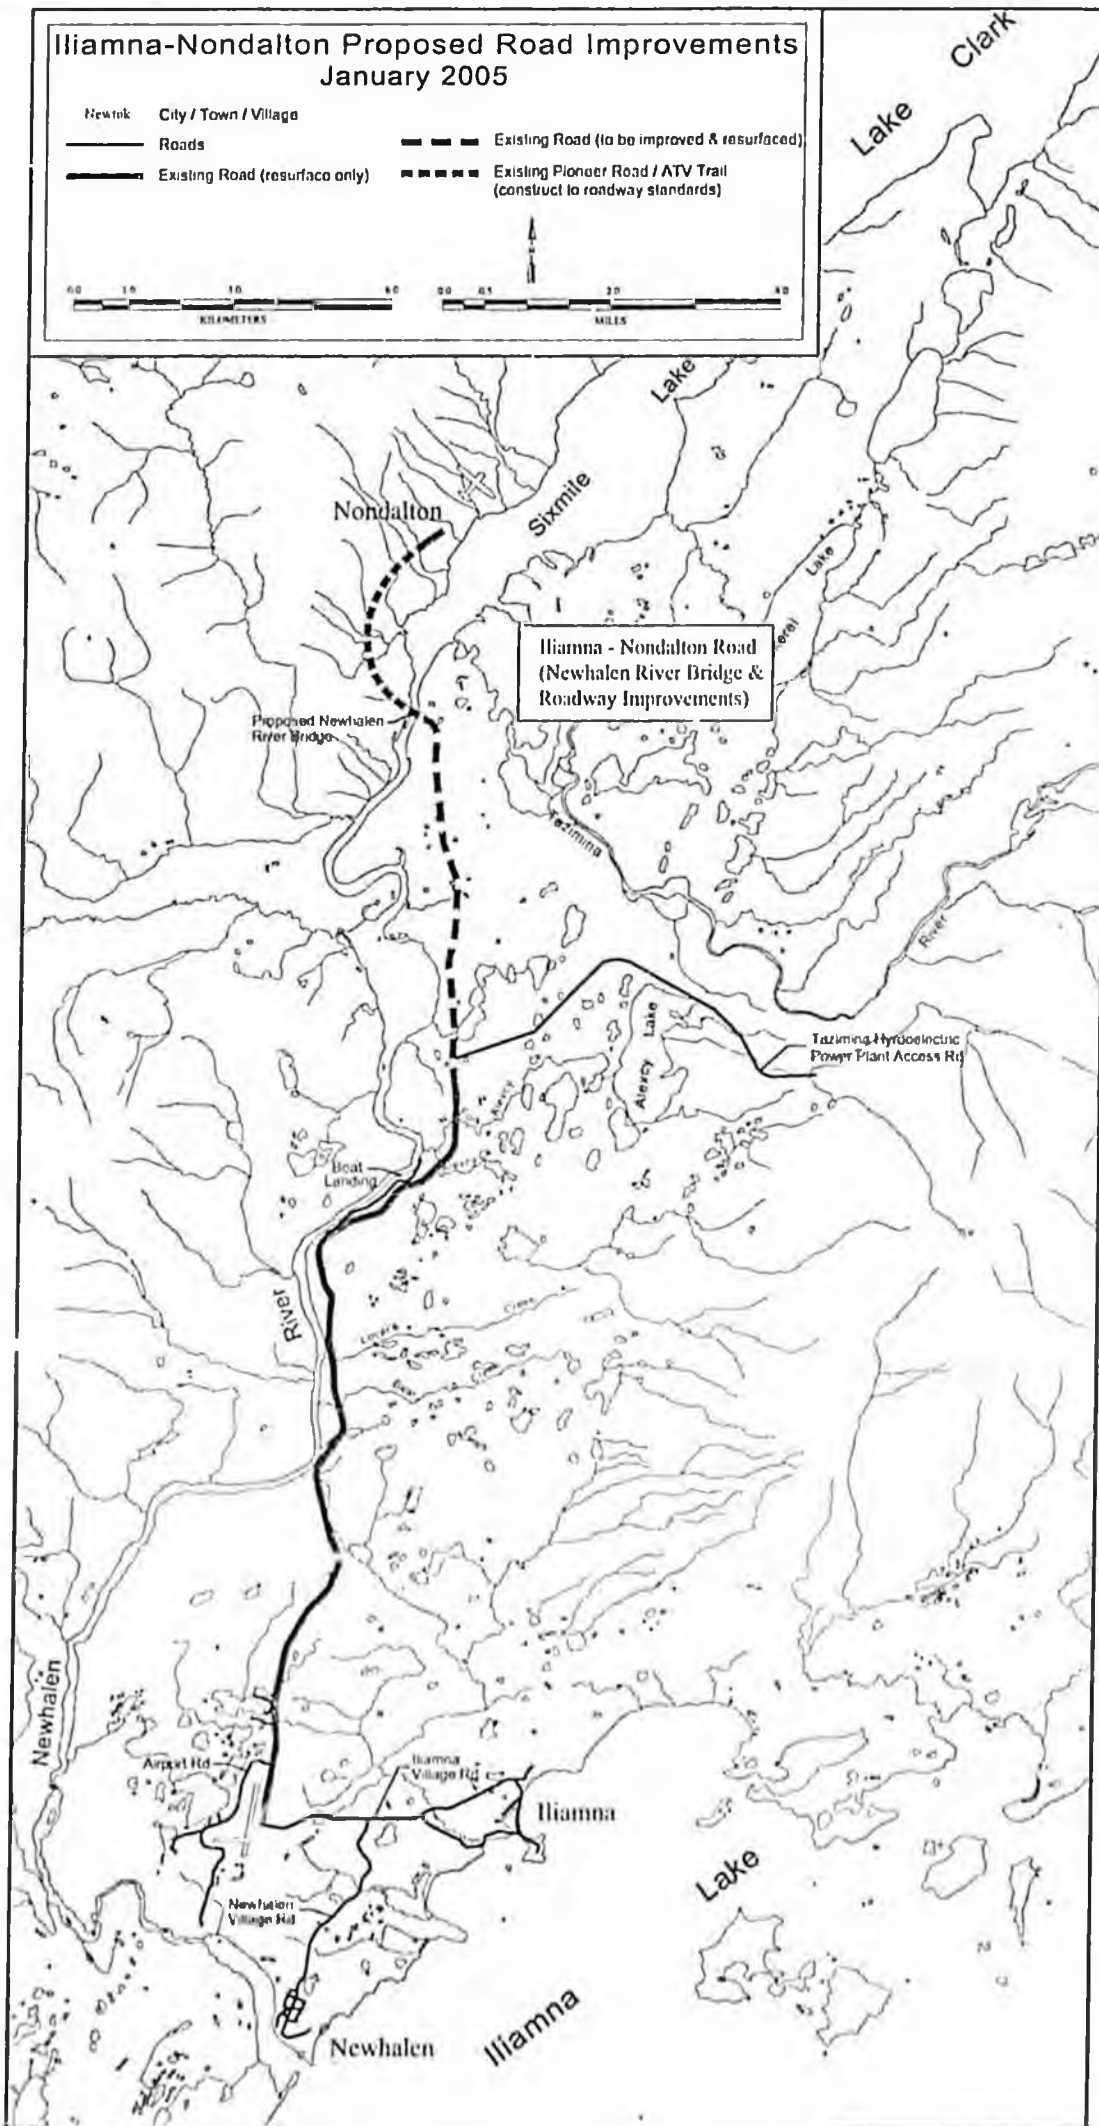 Iliamna-Nondalton Proposed Road Improvements
January 2005
Newtok City / Town / Village
Roads
Existing Road (resurface only)
Existing Road (to be improved & resurfaced)
Existing Pioneer Road / ATV Trail
(construct to roadway standards)
KILOMETERS
MILES
Lake Clark
Sixmile Lake
Nondalton
Iliamna - Nondalton Road
(Newhalen River Bridge &
Roadway Improvements)
Lake
Proposed Newhalen
River Bridge
Tazimina
River
Tazimina Hyrdoelectric
Power Plant Access Rd
Alexcy Lake
Alexcy
Boat
Landing
River
Bear
Newhalen
Airport Rd
Iliamna
Village Rd
Iliamna
Newhalen
Village Rd
Newhalen
Iliamna Lake